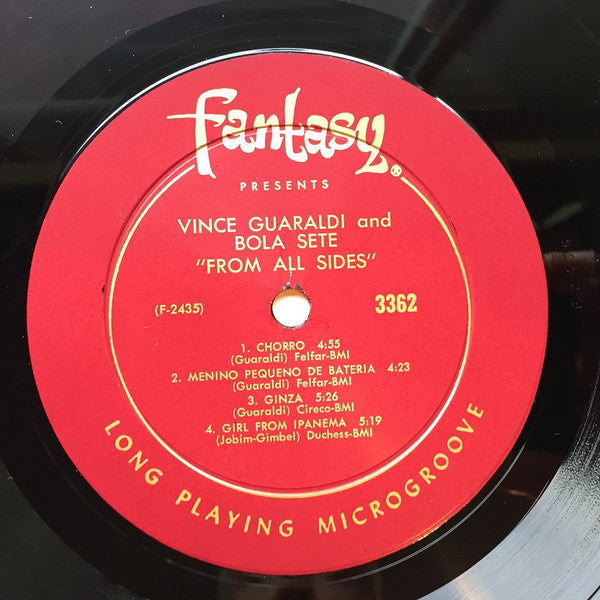 fantasy
PRESENTS
VINCE GUARALDI and
BOLA SETE
"FROM ALL SIDES"
(F-2435) 3362
1. CHORRO 4:55
(Guaraldi) Felfar-BMI
2. MENINO PEQUENO DE BATERIA 4:23
(Guaraldi) Felfar-BMI
3. GINZA 5:26
(Guaraldi) Cireco-BMI
4. GIRL FROM IPANEMA 5:19
(Jobim-Gimbel) Duchess-BMI
LONG PLAYING MICROGROOVE